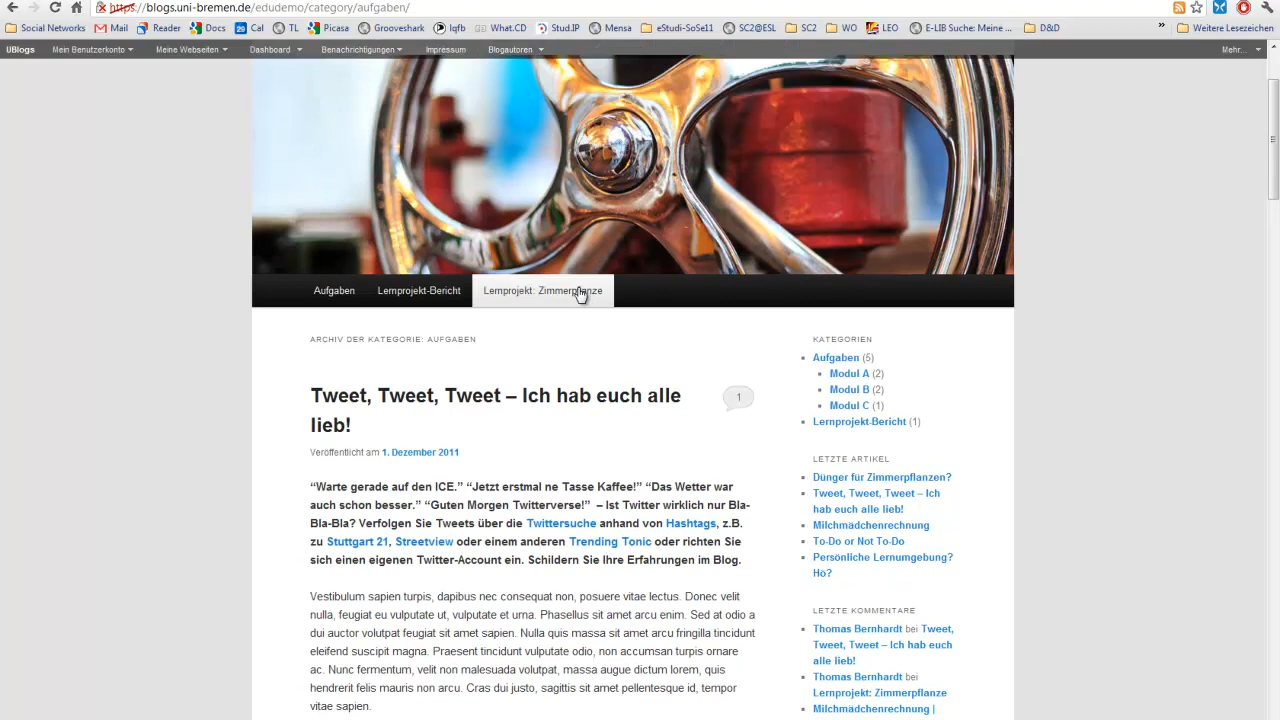 https://blogs.uni-bremen.de/edudemo/category/aufgaben/
Social Networks Mail Reader Docs Cal TL Picasa Grooveshark lqfb What.CD StudJP Mensa eStudi-SoSe11 SC2@ESL SC2 WO LEO E-LIB Suche: Meine ... D&D » Weitere Lesezeichen
UBlogs Mein Benutzerkonto Meine Webseiten Dashboard Benachrichtigungen Impressum Blogautoren Mehr...
Aufgaben Lernprojekt-Bericht Lernprojekt: Zimmerpflanze
ARCHIV DER KATEGORIE: AUFGABEN
Tweet, Tweet, Tweet – Ich hab euch alle
lieb!
1
Veröffentlicht am 1. Dezember 2011
“Warte gerade auf den ICE.” “Jetzt erstmal ne Tasse Kaffee!” “Das Wetter war
auch schon besser.” “Guten Morgen Twitterverse!” – Ist Twitter wirklich nur Bla-
Bla-Bla? Verfolgen Sie Tweets über die Twittersuche anhand von Hashtags, z.B.
zu Stuttgart 21, Streetview oder einem anderen Trending Tonic oder richten Sie
sich einen eigenen Twitter-Account ein. Schildern Sie Ihre Erfahrungen im Blog.
Vestibulum sapien turpis, dapibus nec consequat non, posuere vitae lectus. Donec velit
nulla, feugiat eu vulputate ut, vulputate et urna. Phasellus sit amet arcu enim. Sed at odio a
dui auctor volutpat feugiat sit amet sapien. Nulla quis massa sit amet arcu fringilla tincidunt
eleifend suscipit magna. Praesent tincidunt vulputate odio, non accumsan turpis ornare
ac. Nunc fermentum, velit non malesuada volutpat, massa augue dictum lorem, quis
hendrerit felis mauris non arcu. Cras dui justo, sagittis sit amet pellentesque id, tempor
vitae sapien.
KATEGORIEN
Aufgaben (5)
Modul A (2)
Modul B (2)
Modul C (1)
Lernprojekt-Bericht (1)
LETZTE ARTIKEL
Dünger für Zimmerpflanzen?
Tweet, Tweet, Tweet – Ich
hab euch alle lieb!
Milchmädchenrechnung
To-Do or Not To-Do
Persönliche Lernumgebung?
Hö?
LETZTE KOMMENTARE
Thomas Bernhardt bei Tweet,
Tweet, Tweet – Ich hab euch
alle lieb!
Thomas Bernhardt bei
Lernprojekt: Zimmerpflanze
Milchmädchenrechnung |